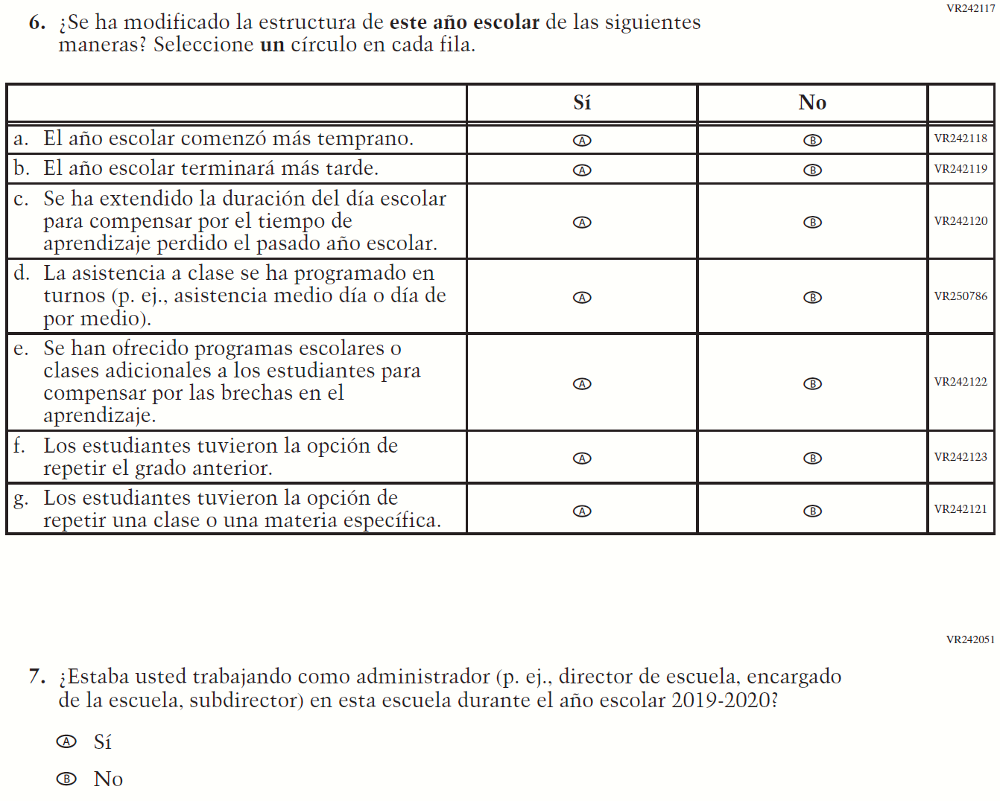 VR242117
6. ¿Se ha modificado la estructura de este año escolar de las siguientes
maneras? Seleccione un círculo en cada fila.
Sí No
a. El año escolar comenzó más temprano. A B VR242118
b. El año escolar terminará más tarde. A B VR242119
c. Se ha extendido la duración del día escolar
para compensar por el tiempo de
aprendizaje perdido el pasado año escolar. A B VR242120
d. La asistencia a clase se ha programado en
turnos (p. ej., asistencia medio día o día de
por medio). A B VR250786
e. Se han ofrecido programas escolares o
clases adicionales a los estudiantes para
compensar por las brechas en el
aprendizaje. A B VR242122
f. Los estudiantes tuvieron la opción de
repetir el grado anterior. A B VR242123
g. Los estudiantes tuvieron la opción de
repetir una clase o una materia específica. A B VR242121
VR242051
7. ¿Estaba usted trabajando como administrador (p. ej., director de escuela, encargado
de la escuela, subdirector) en esta escuela durante el año escolar 2019-2020?
A Sí
B No